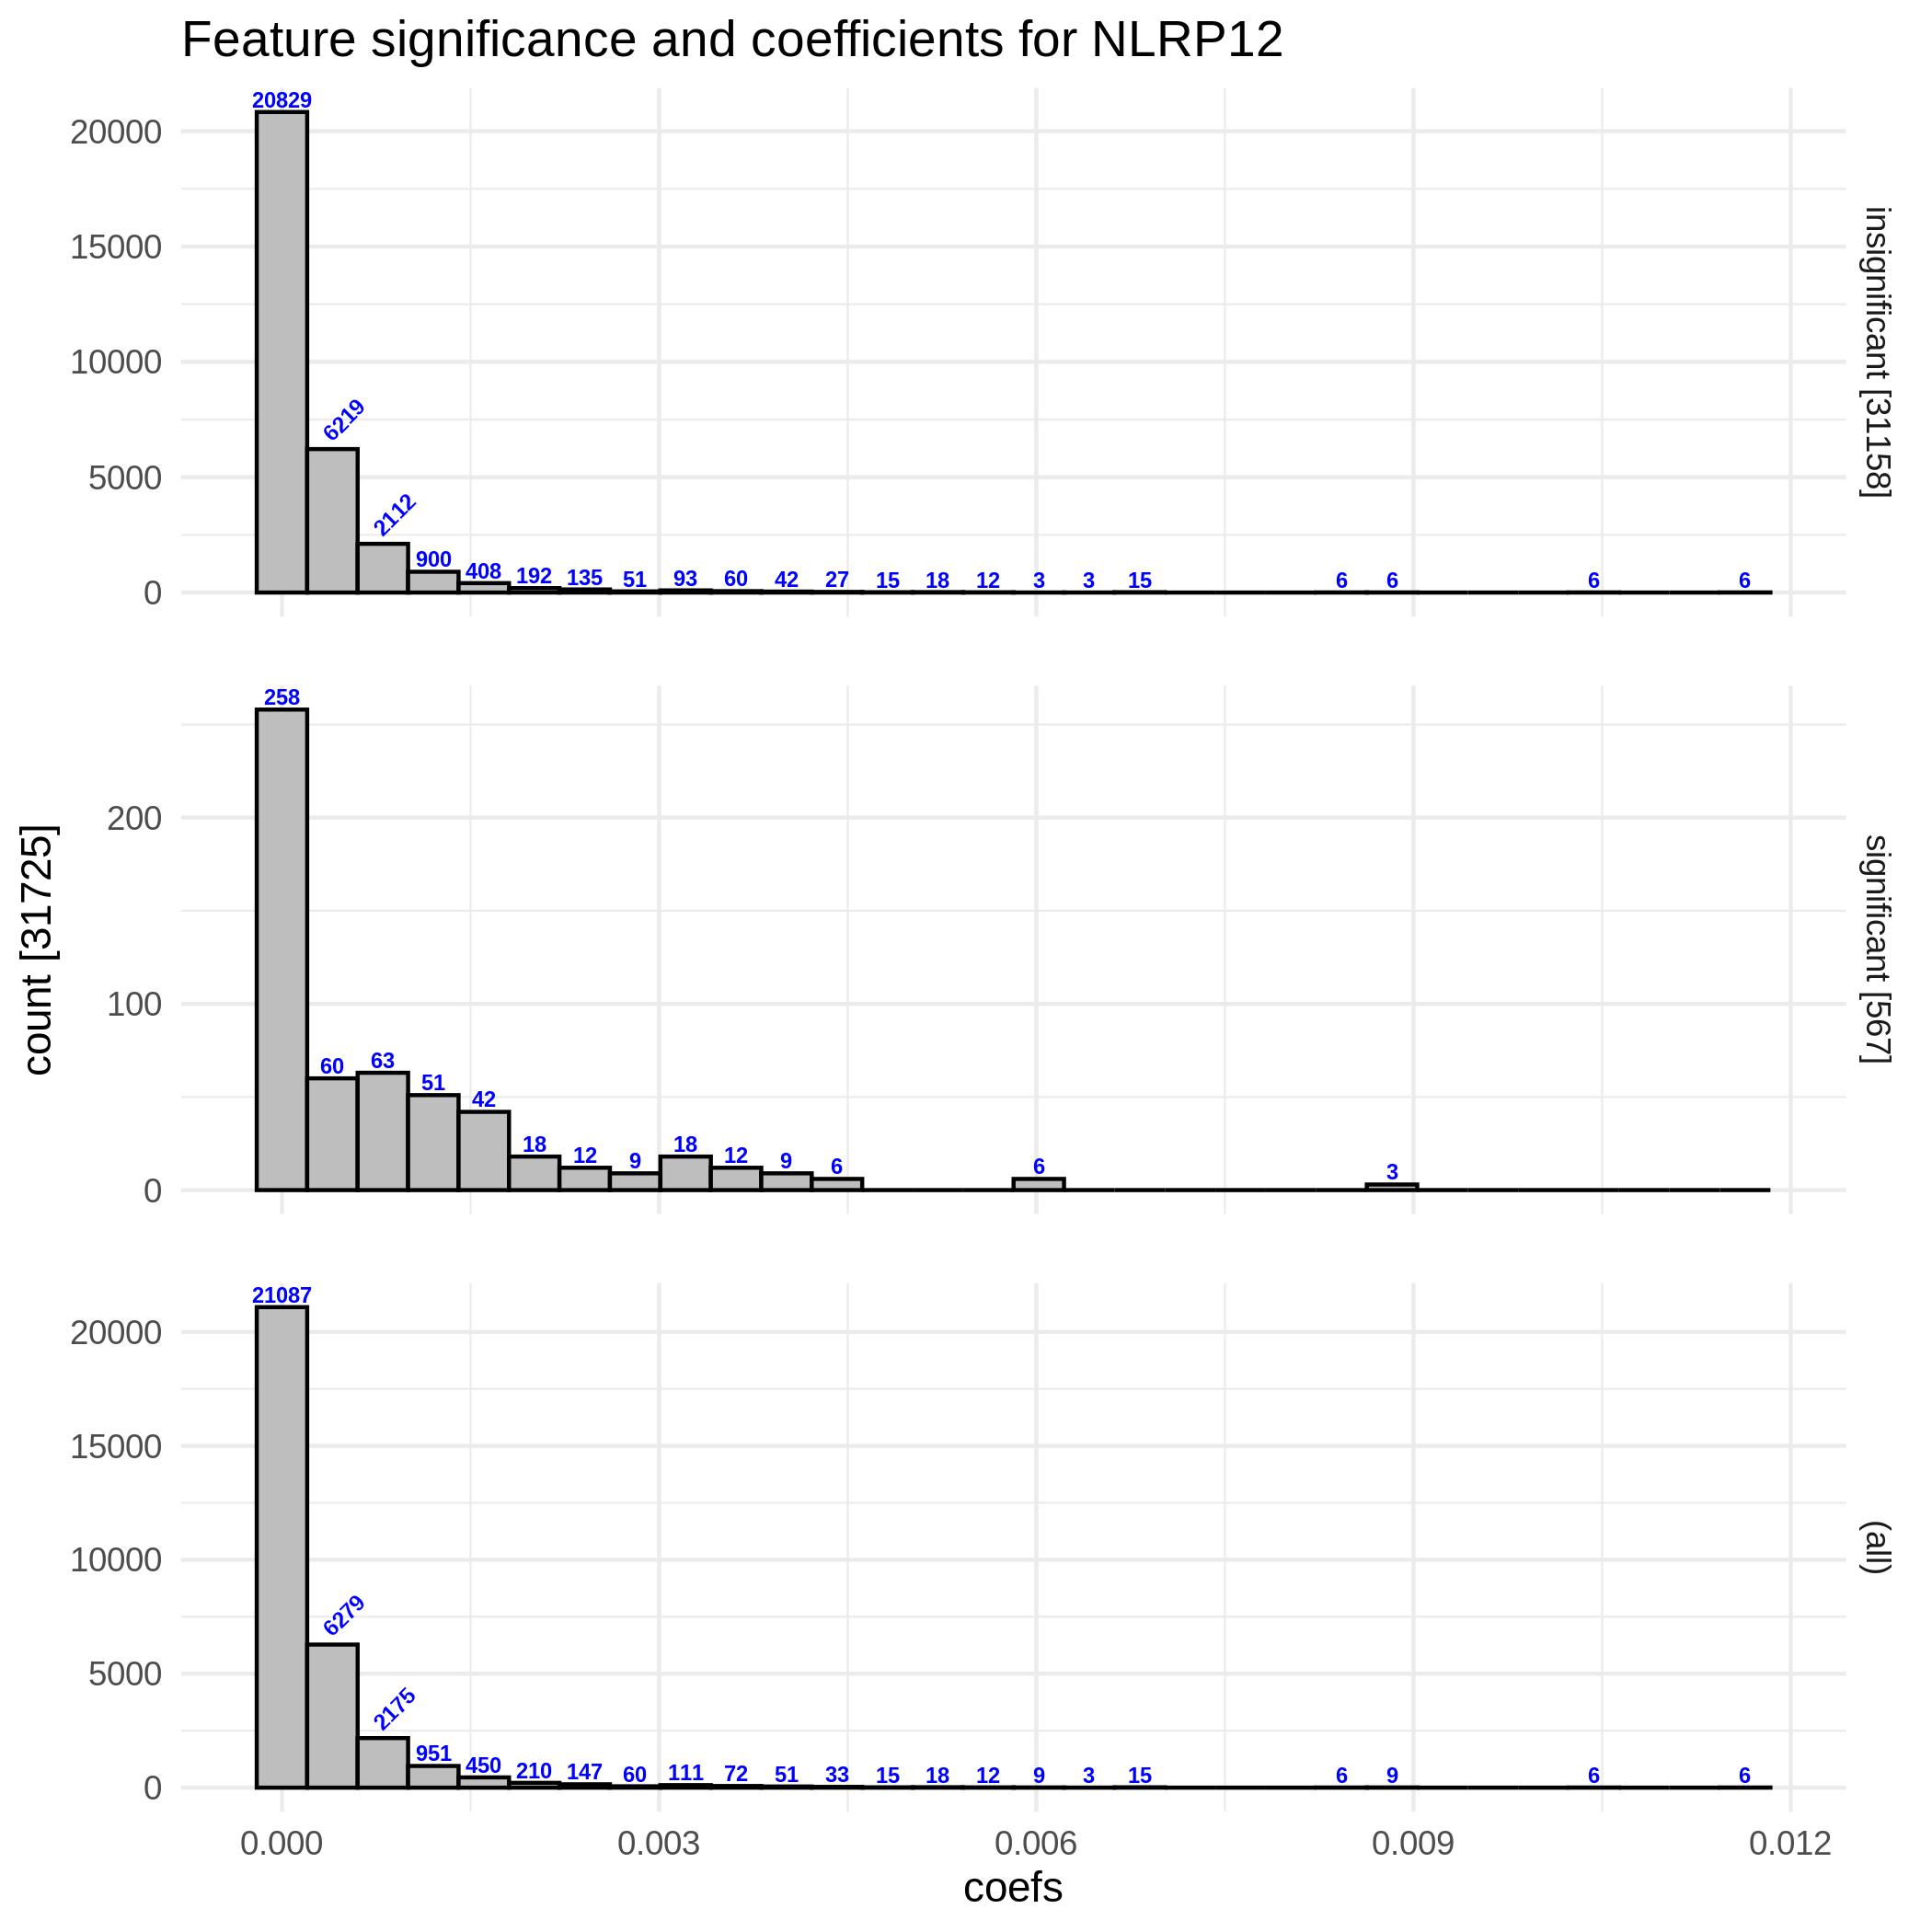 Feature significance and coefficients for NLRP12
20829
20000
15000
10000
5000
0
6219
2112
900 408 192 135 51 93 60 42 27 15 18 12 3 3 15 6 6 6 6
insignificant [31158]
count [31725]
258
200
100
0
60 63 51 42 18 12 9 18 12 9 6 6 3
significant [567]
21087
20000
15000
10000
5000
0
6279
2175
951 450 210 147 60 111 72 51 33 15 18 12 9 3 15 6 9 6 6
(all)
0.000 0.003 0.006 0.009 0.012
coefs